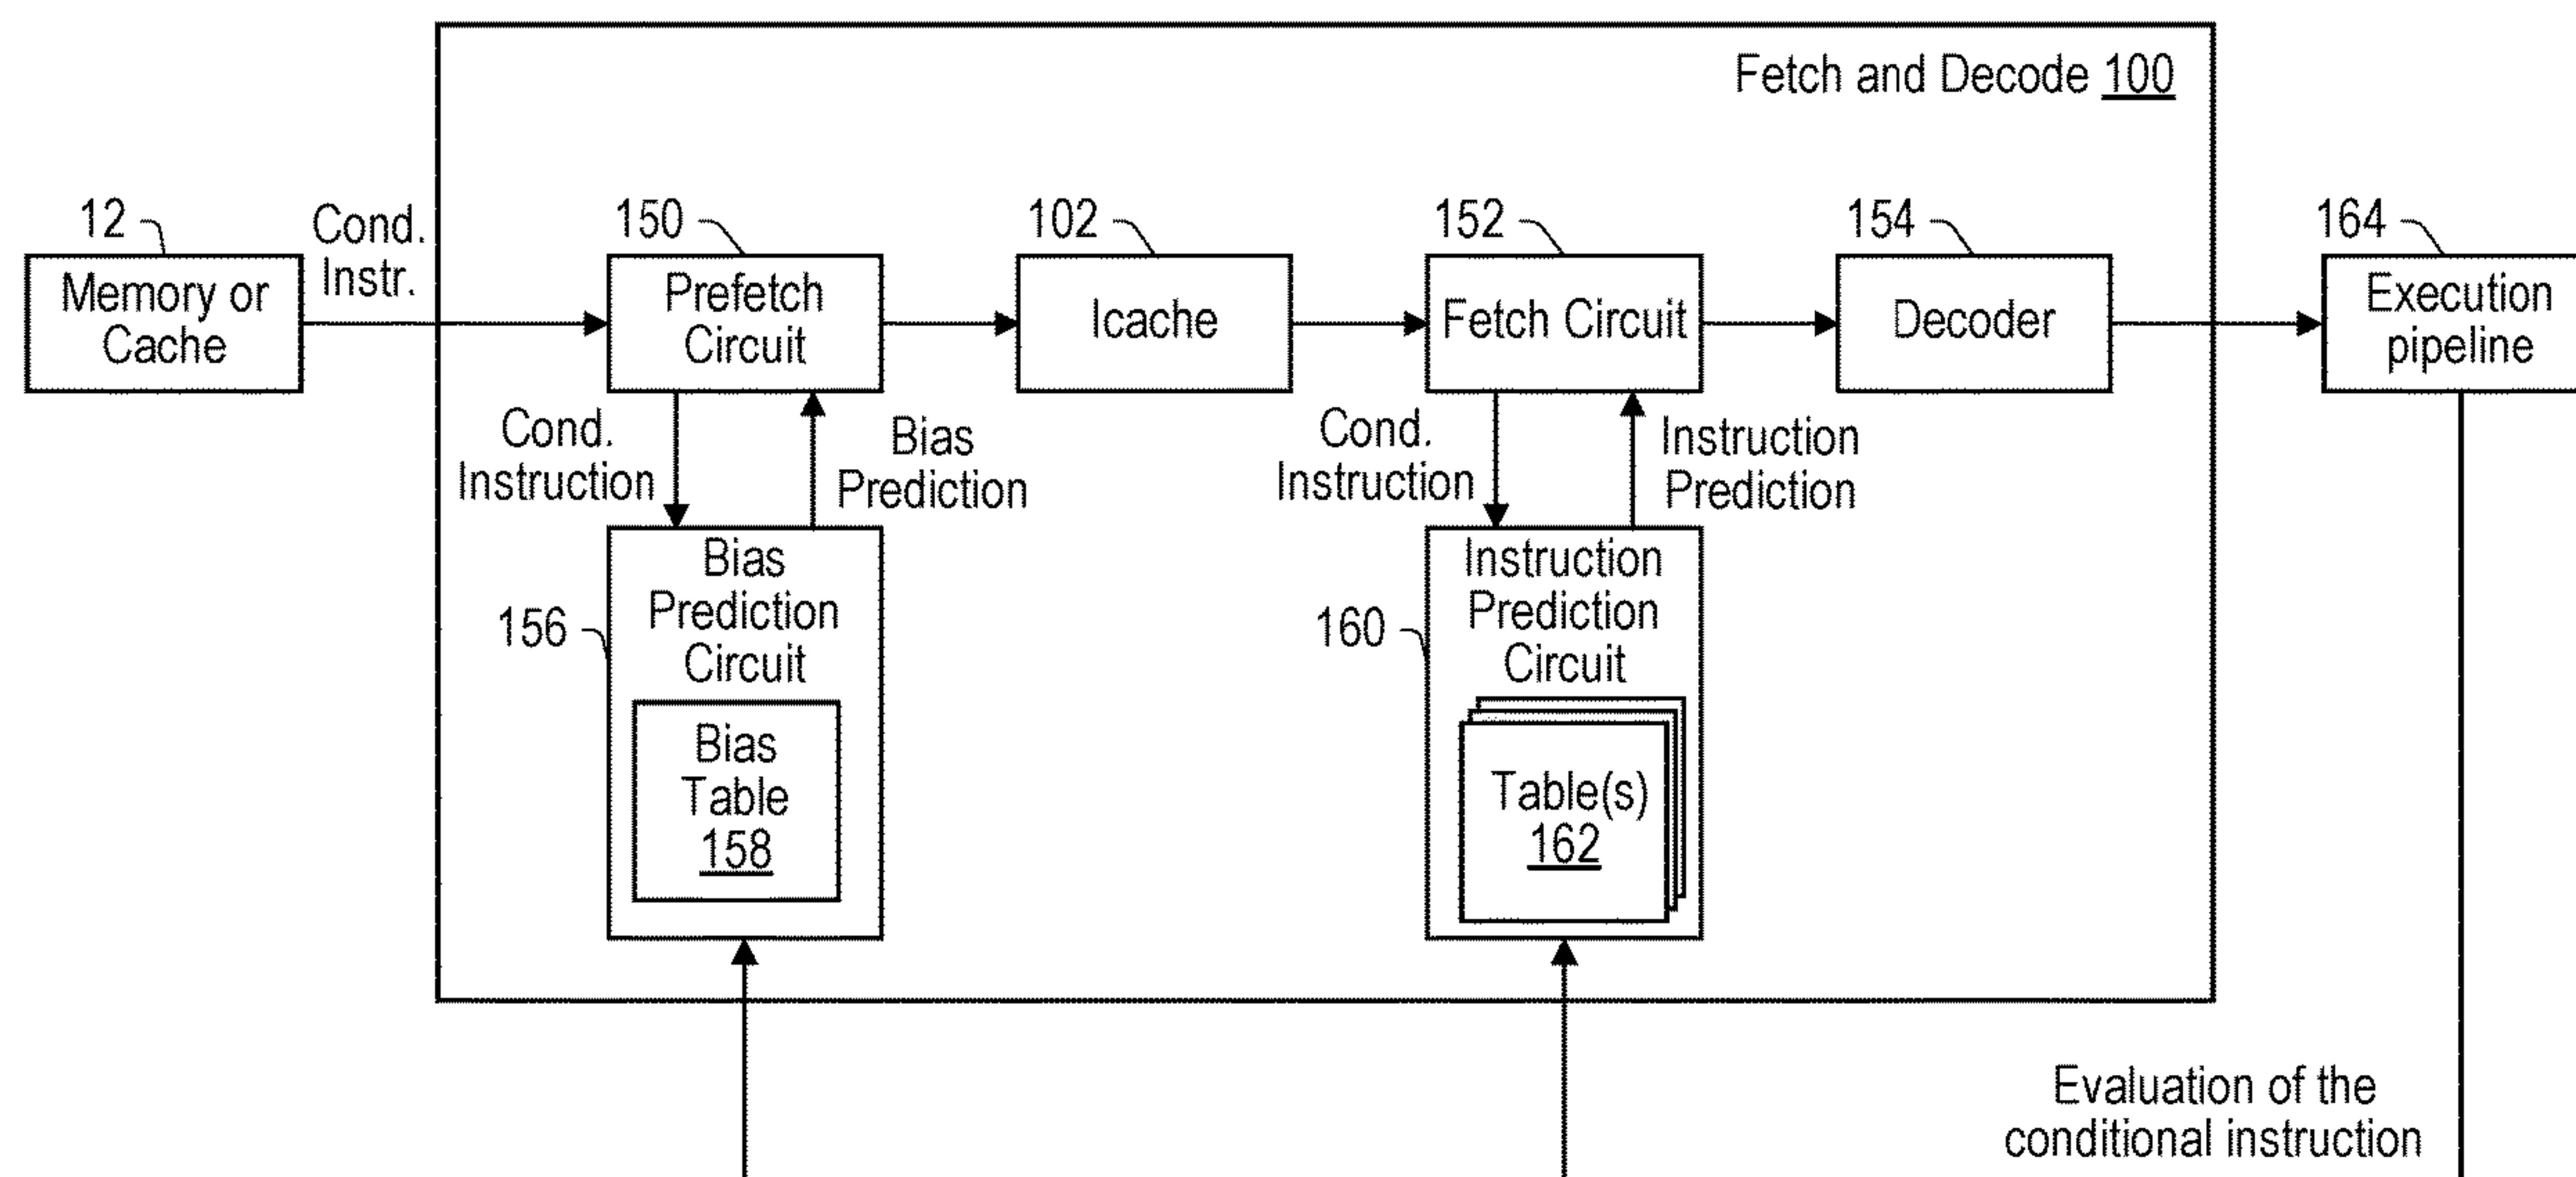 Fetch and Decode 100
12
Cond.
Instr.
150
102
152
154
164
Memory or
Cache
Prefetch
Circuit
Icache
Fetch Circuit
Decoder
Execution
pipeline
Cond.
Instruction
Bias
Prediction
Cond.
Instruction
Instruction
Prediction
156
Bias
Prediction
Circuit
Bias
Table
158
160
Instruction
Prediction
Circuit
Table(s)
162
Evaluation of the
conditional instruction